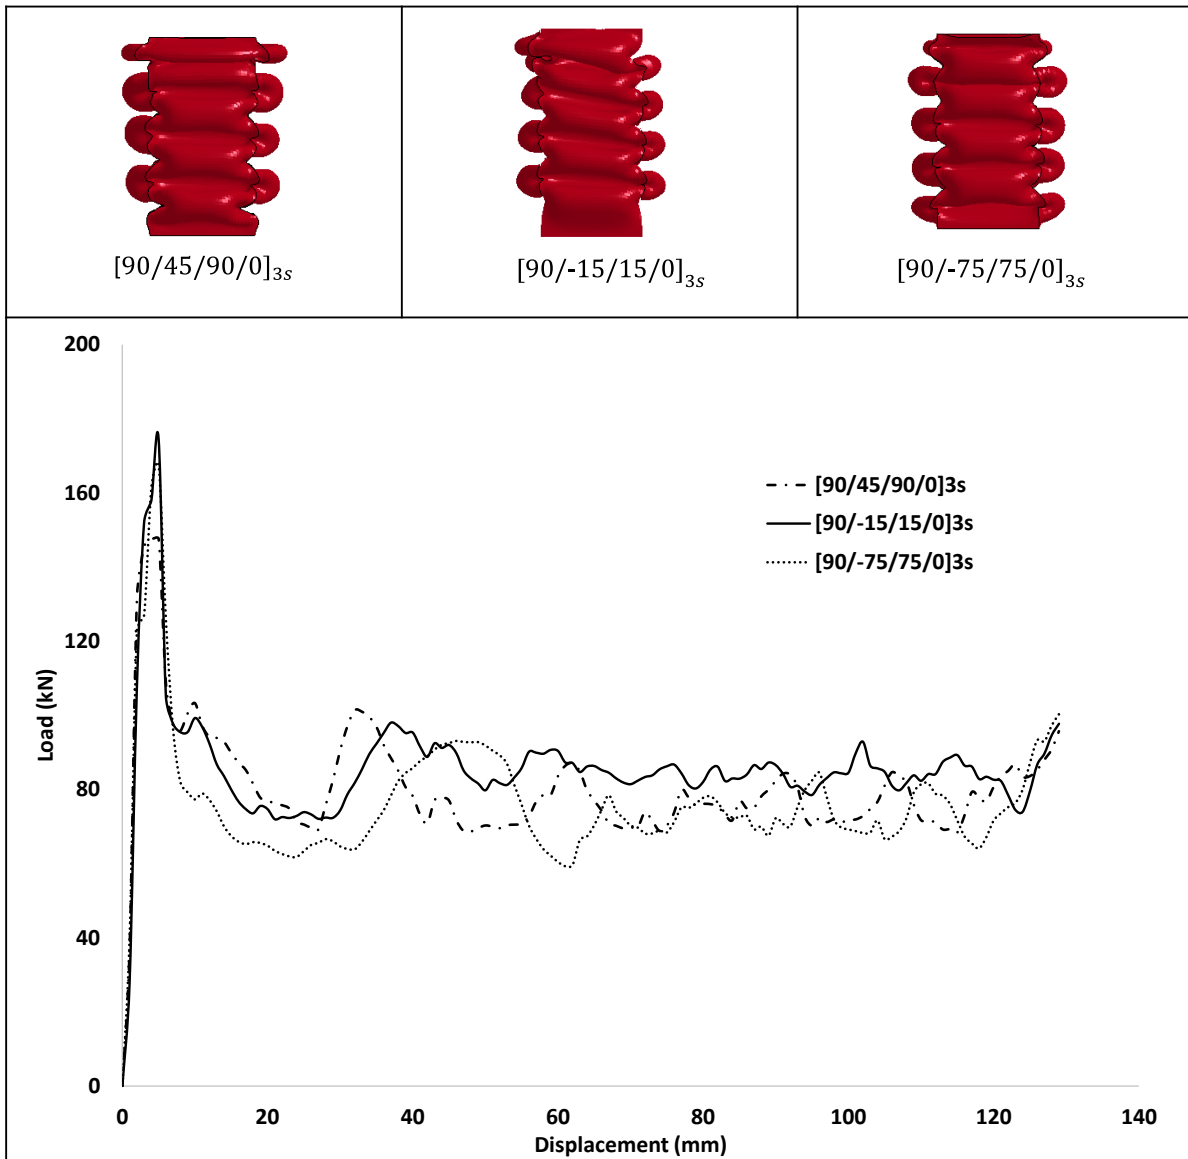 [90/45/90/0]3s
[90/-15/15/0]3s
[90/-75/75/0]3s
200
160
120
80
40
0
Load (kN)
[90/45/90/0]3s
[90/-15/15/0]3s
[90/-75/75/0]3s
0 20 40 60 80 100 120 140
Displacement (mm)